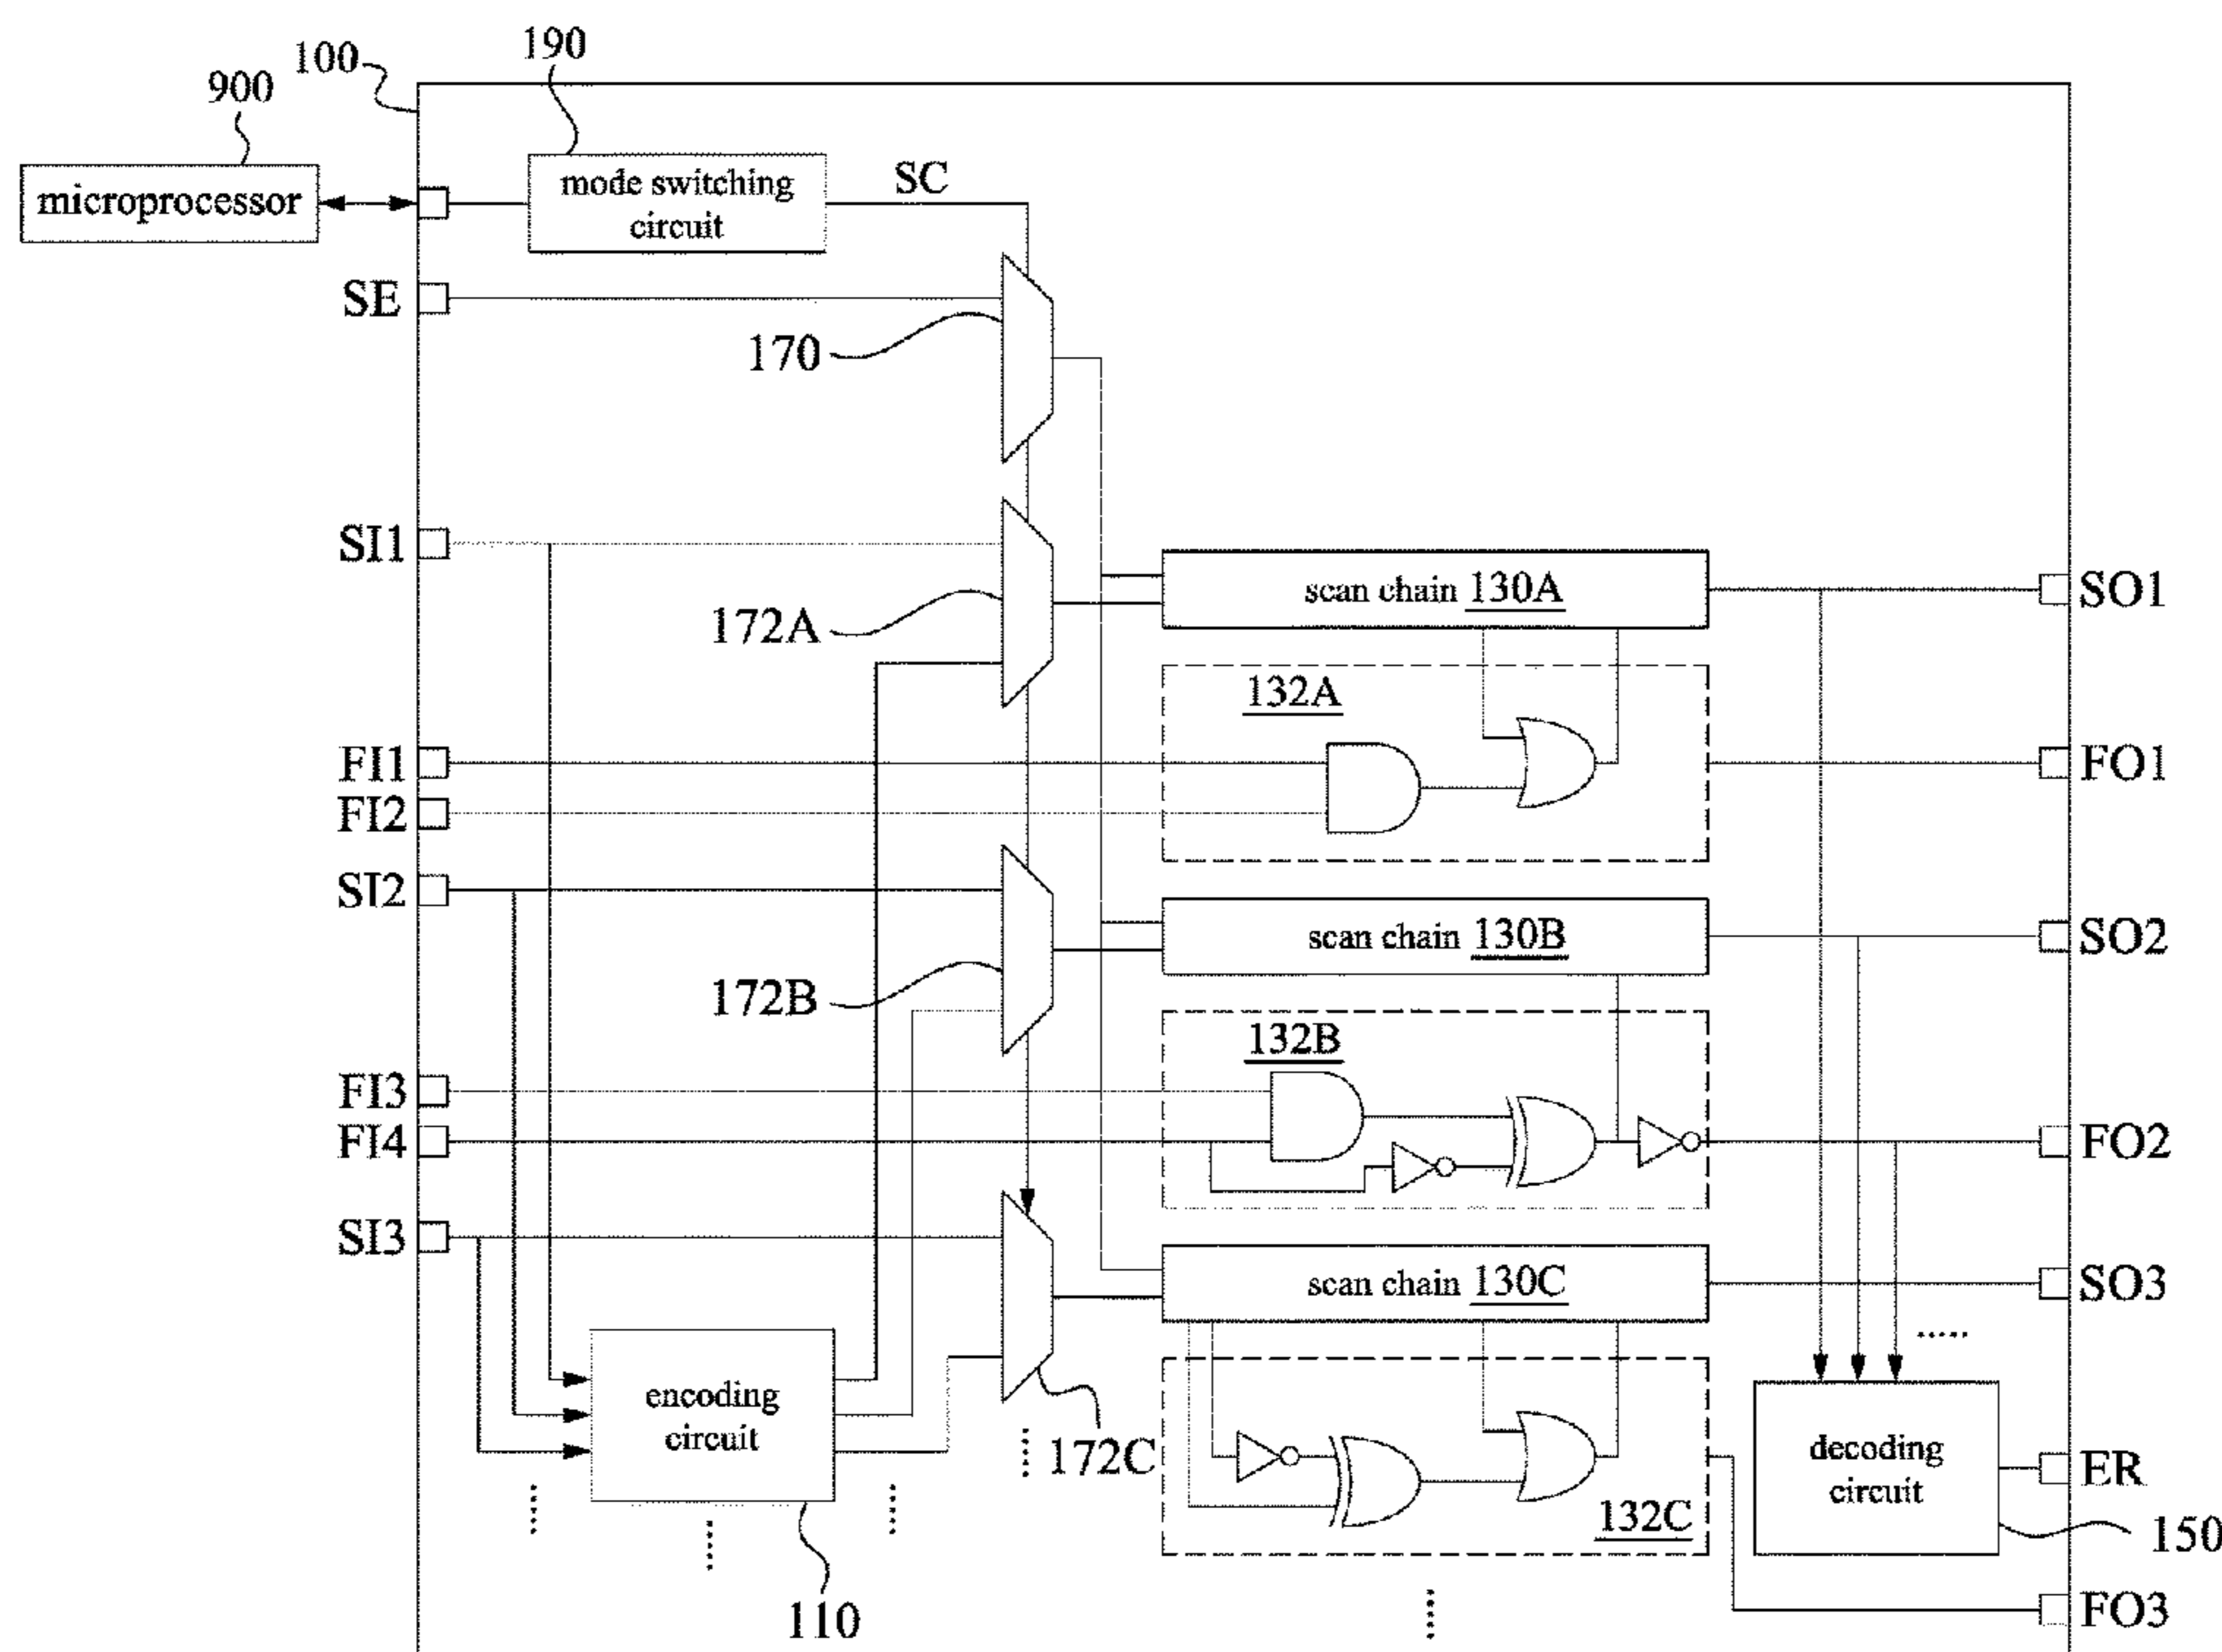 190
100
900
microprocessor
mode switching
circuit
SC
SE
170
SI1
scan chain 130A
SO1
172A
132A
FI1
FO1
FI2
SI2
scan chain 130B
SO2
172B
132B
FI3
FI4
FO2
SI3
scan chain 130C
SO3
encoding
circuit
172C
decoding
circuit
ER
132C
150
110
FO3